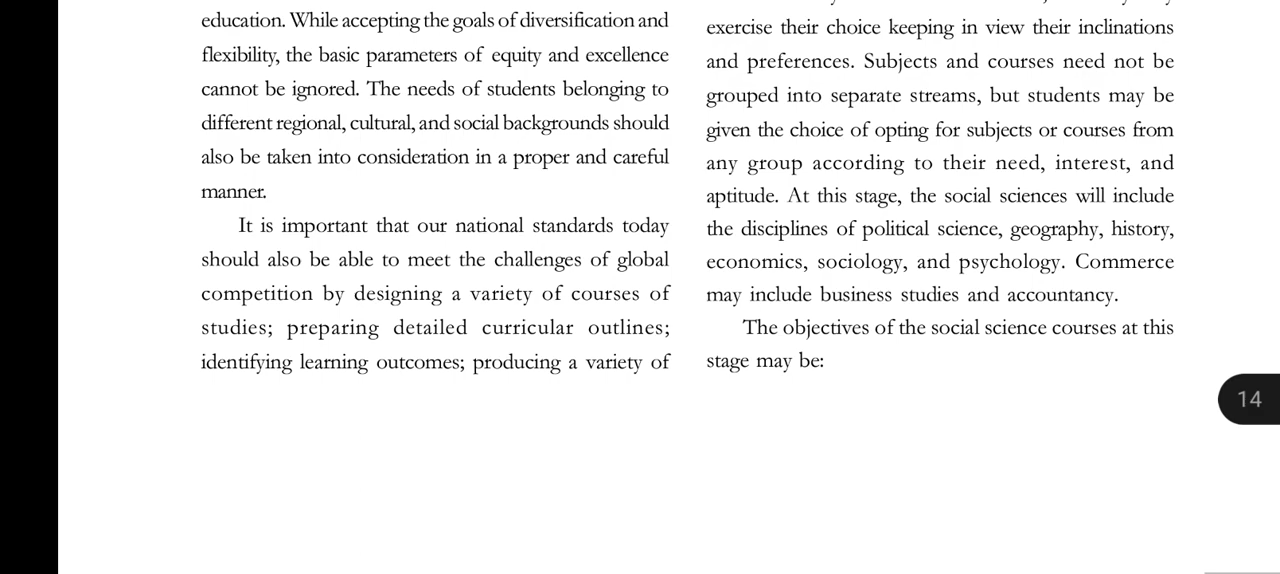 education. While accepting the goals of diversification and
flexibility, the basic parameters of equity and excellence
cannot be ignored. The needs of students belonging to
different regional, cultural, and social backgrounds should
also be taken into consideration in a proper and careful
manner.
It is important that our national standards today
should also be able to meet the challenges of global
competition by designing a variety of courses of
studies; preparing detailed curricular outlines;
identifying learning outcomes; producing a variety of
exercise their choice keeping in view their inclinations
and preferences. Subjects and courses need not be
grouped into separate streams, but students may be
given the choice of opting for subjects or courses from
any group according to their need, interest, and
aptitude. At this stage, the social sciences will include
the disciplines of political science, geography, history,
economics, sociology, and psychology. Commerce
may include business studies and accountancy.
The objectives of the social science courses at this
stage may be:
14